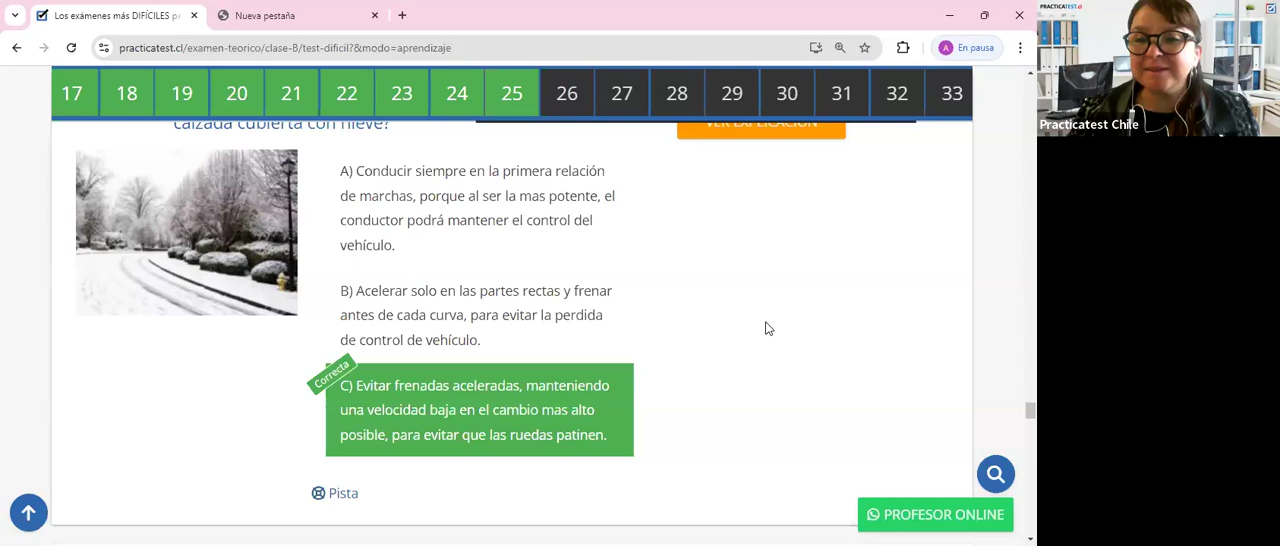 Los exámenes más DIFÍCILES pa
Nueva pestaña
practicatest.cl/examen-teorico/clase-B/test-dificil?&modo=aprendizaje
A
En pausa
PRACTICATEST.cl
Practicatest Chile
17 18 19 20 21 22 23 24 25 26 27 28 29 30 31 32 33
calzada cubierta con nieve?
VER EXPLICACIÓN
A) Conducir siempre en la primera relación
de marchas, porque al ser la mas potente, el
conductor podrá mantener el control del
vehículo.
B) Acelerar solo en las partes rectas y frenar
antes de cada curva, para evitar la perdida
de control de vehículo.
Correcta
C) Evitar frenadas aceleradas, manteniendo
una velocidad baja en el cambio mas alto
posible, para evitar que las ruedas patinen.
Pista
PROFESOR ONLINE